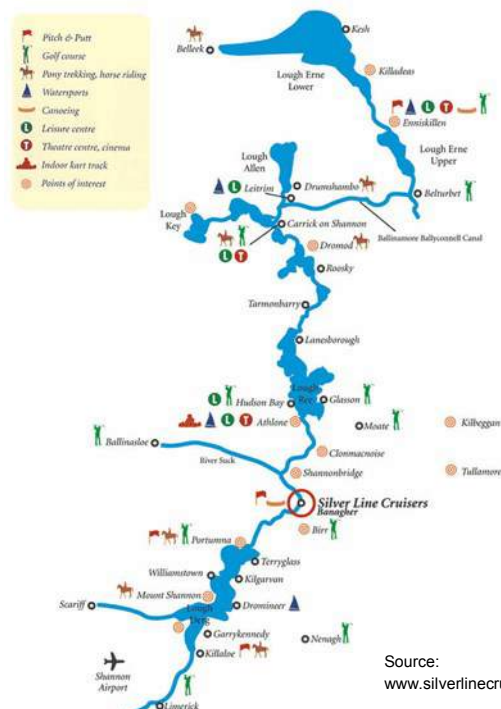 Pitch & Putt
Golf course
Pony trekking, horse riding
Watersports
Canoeing
L Leisure centre
T Theatre centre, cinema
Indoor kart track
Points of interest
Kesh
Belleek
Lough Erne
Lower
Killadeas
L T
Enniskillen
Lough Erne
Upper
Lough
Allen
L
Leitrim
Drumshambo
Belturbet
Lough
Key
Carrick on Shannon
Ballinamore Ballyconnell Canal
L T
Dromod
Roosky
Tarmonbarry
Lanesborough
Lough
Ree
L
Hudson Bay
Glasson
L T
Athlone
Moate
Kilbeggan
Ballinasloe
River Suck
Clonmacnoise
Shannonbridge
Tullamore
Silver Line Cruisers
Banagher
Birr
Portumna
Terryglass
Williamstown
Kilgarvan
Mount Shannon
Scariff
Lough
Derg
Dromineer
Garrykennedy
Nenagh
Killaloe
Shannon
Airport
Limerick
Source:
www.silverlinecru